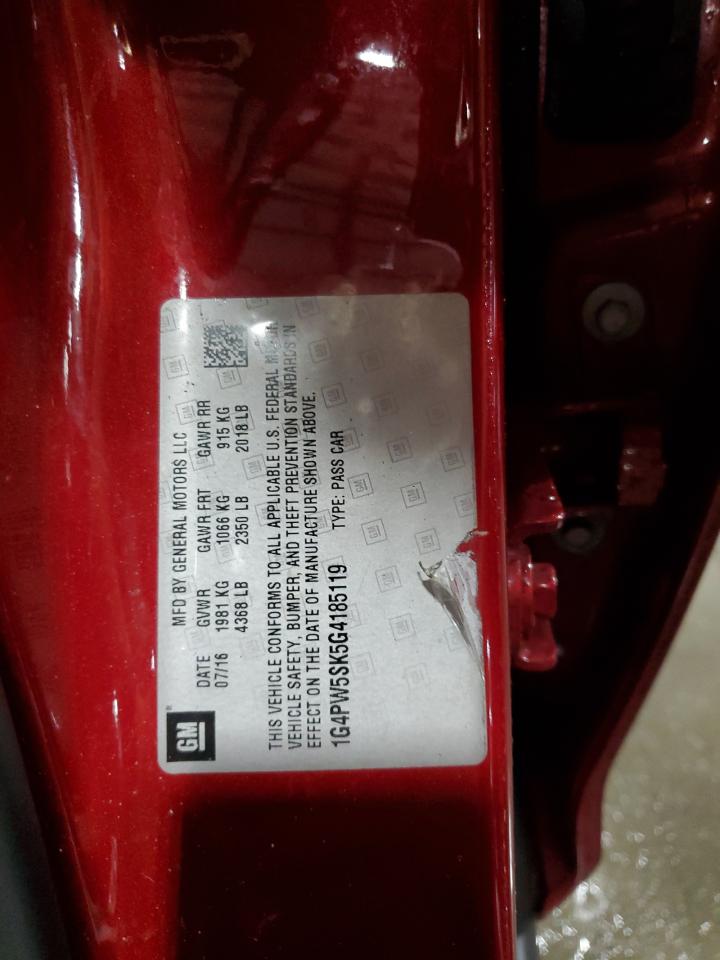 GM
MFD BY GENERAL MOTORS LLC
DATE GVWR GAWR FRT GAWR RR
07/16 1981 KG 1066 KG 915 KG
4368 LB 2350 LB 2018 LB
THIS VEHICLE CONFORMS TO ALL APPLICABLE U.S. FEDERAL MOTOR
VEHICLE SAFETY, BUMPER, AND THEFT PREVENTION STANDARDS IN
EFFECT ON THE DATE OF MANUFACTURE SHOWN ABOVE.
1G4PW5SK5G4185119 TYPE: PASS CAR